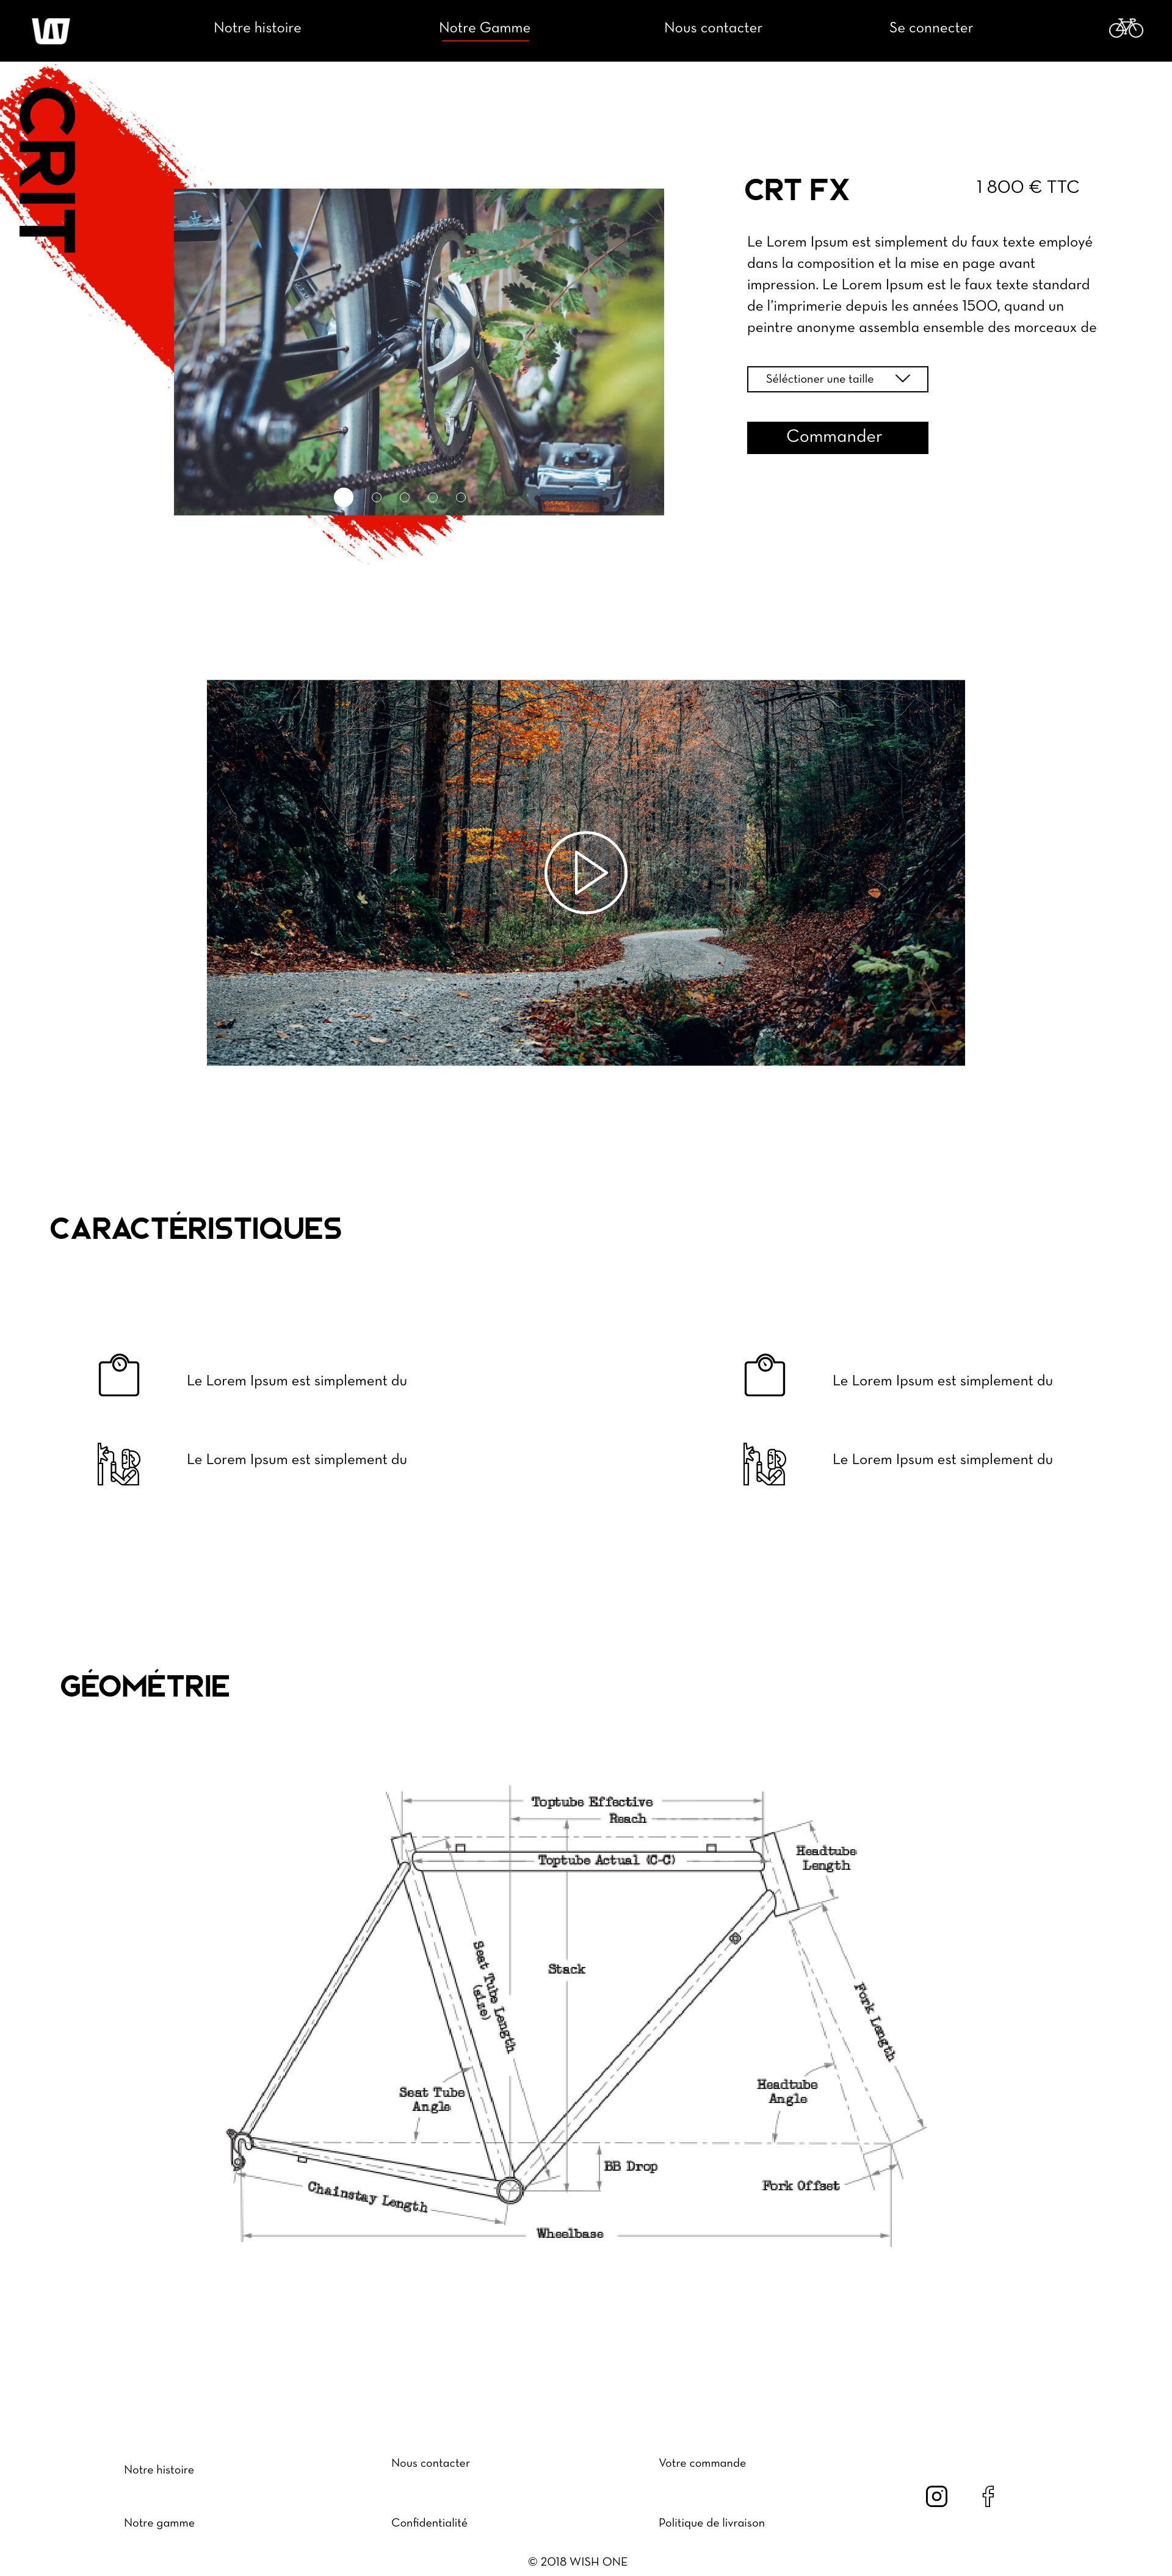 Notre histoire
Notre Gamme
Nous contacter
Se connecter
CRIT
CRT FX
1 800 € TTC
Le Lorem Ipsum est simplement du faux texte employé
dans la composition et la mise en page avant
impression. Le Lorem Ipsum est le faux texte standard
de l'imprimerie depuis les années 1500, quand un
peintre anonyme assembla ensemble des morceaux de
Séléctioner une taille
Commander
CARACTÉRISTIQUES
Le Lorem Ipsum est simplement du
Le Lorem Ipsum est simplement du
Le Lorem Ipsum est simplement du
Le Lorem Ipsum est simplement du
GÉOMÉTRIE
Toptube Effective
Reach
Toptube Actual (C-C)
Headtube
Length
Seat Tube Length
(size)
Stack
Fork Length
Seat Tube
Angle
Headtube
Angle
BB Drop
Fork Offset
Chainstay Length
Wheelbase
Notre histoire
Nous contacter
Votre commande
Notre gamme
Confidentialité
Politique de livraison
© 2018 WISH ONE